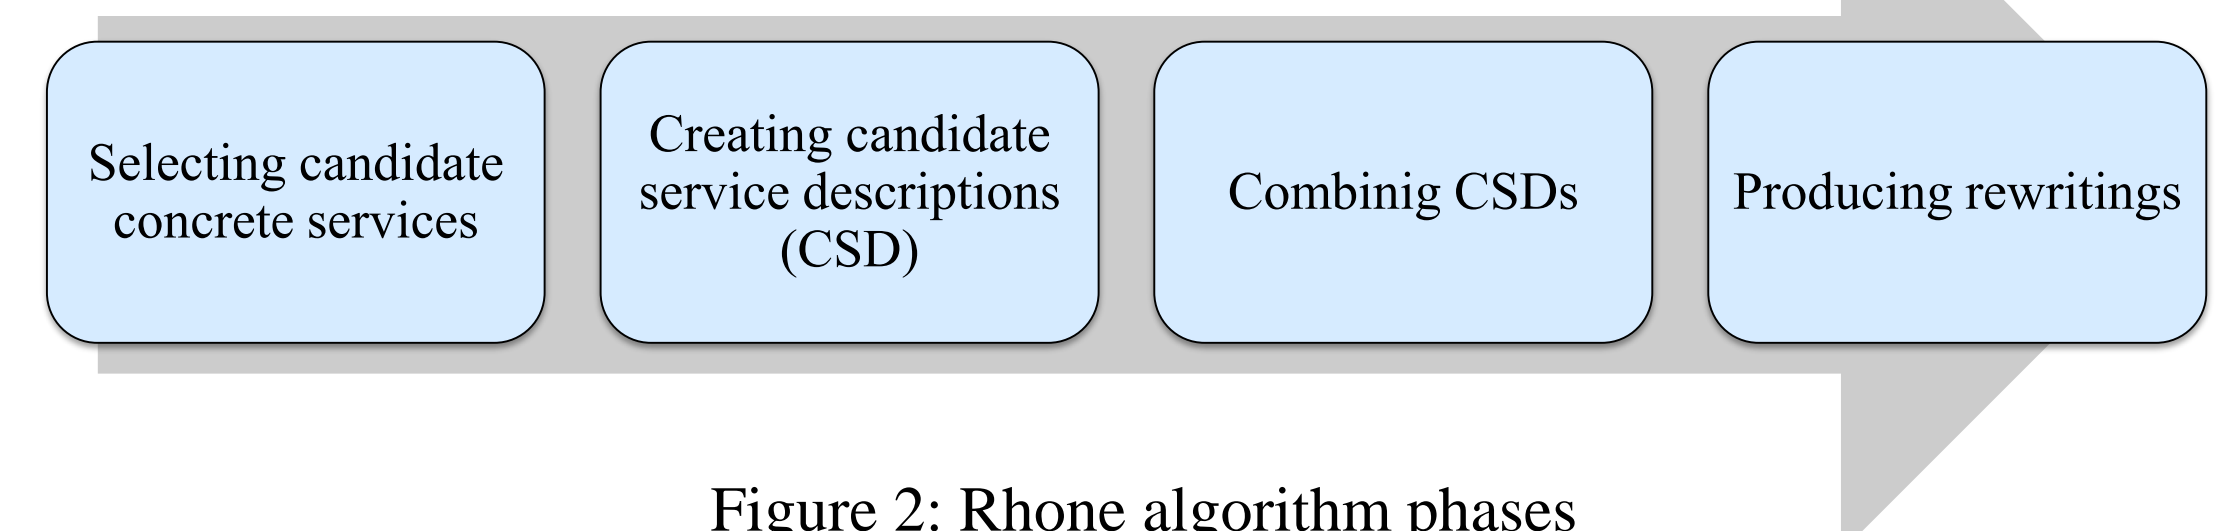 Selecting candidate
concrete services
Creating candidate
service descriptions
(CSD)
Combinig CSDs
Producing rewritings
Figure 2: Rhone algorithm phases